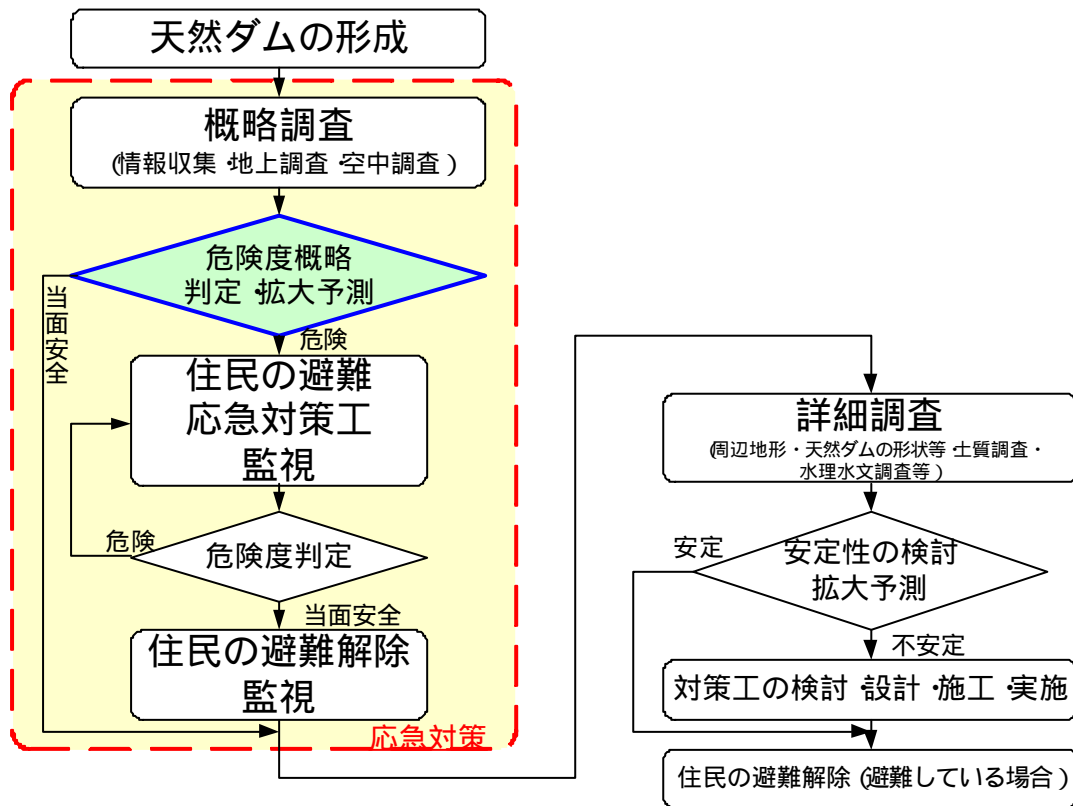 天然ダムの形成
概略調査
(情報収集・地上調査・空中調査)
危険度概略
判定・拡大予測
当面安全
危険
住民の避難
応急対策工
監視
危険
危険度判定
当面安全
住民の避難解除
監視
応急対策
詳細調査
(周辺地形・天然ダムの形状等・土質調査・
水理水文調査等)
安定
安定性の検討
拡大予測
不安定
対策工の検討・設計・施工・実施
住民の避難解除(避難している場合)